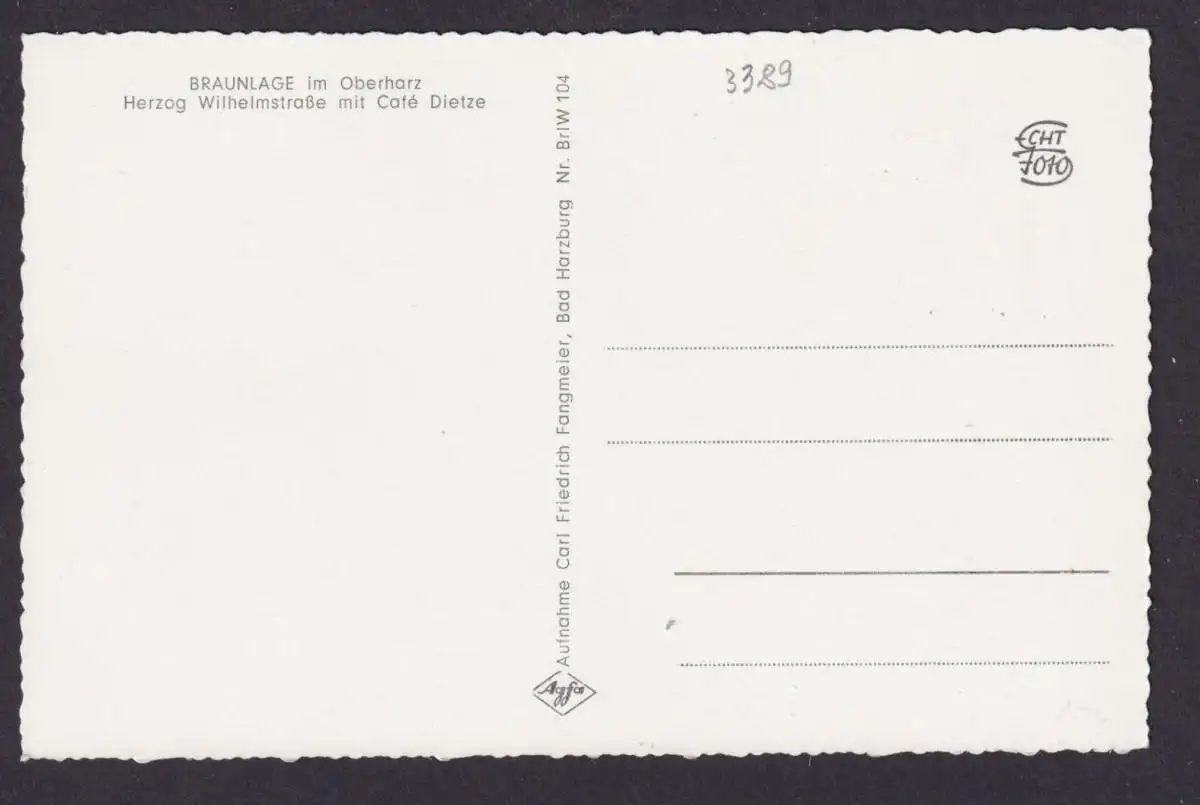 BRAUNLAGE im Oberharz
Herzog Wilhelmstraße mit Café Dietze
Aufnahme Carl Friedrich Fangmeier, Bad Harzburg Nr. BrlW 104
Agfa
3389
ECHT
FOTO